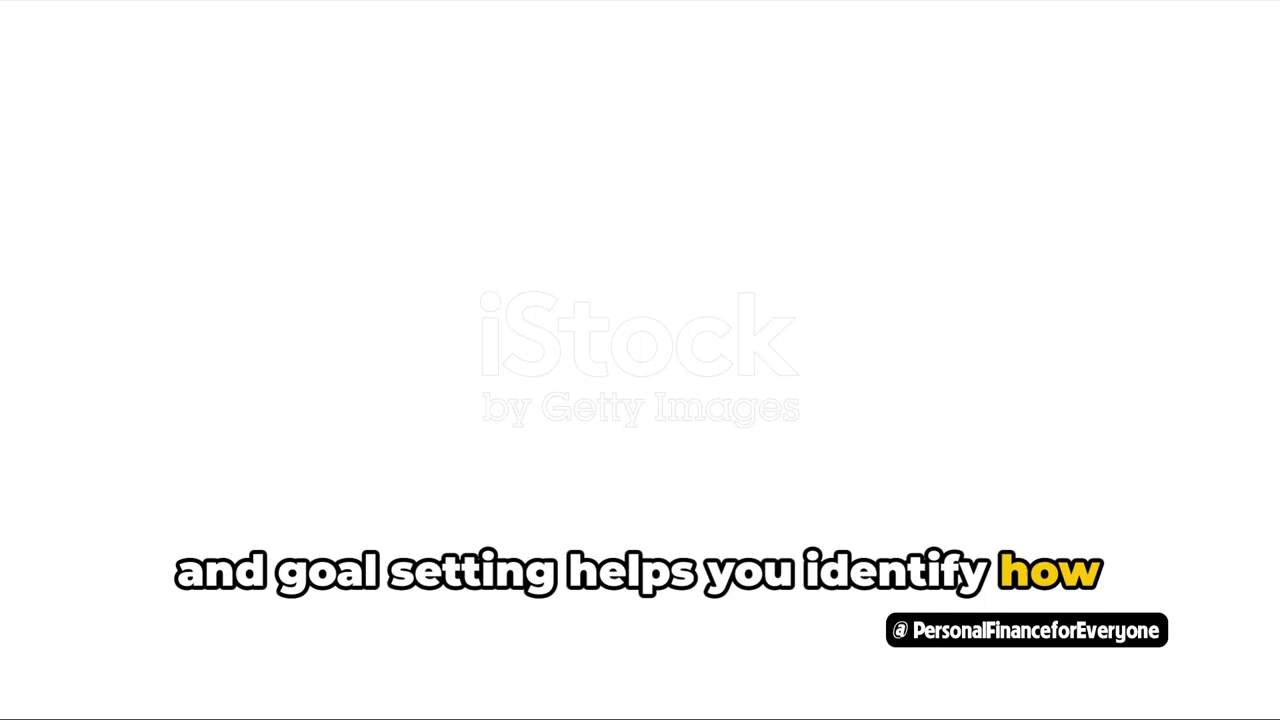 iStock
by Getty Images
and goal setting helps you identify how
@ PersonalFinanceforEveryone